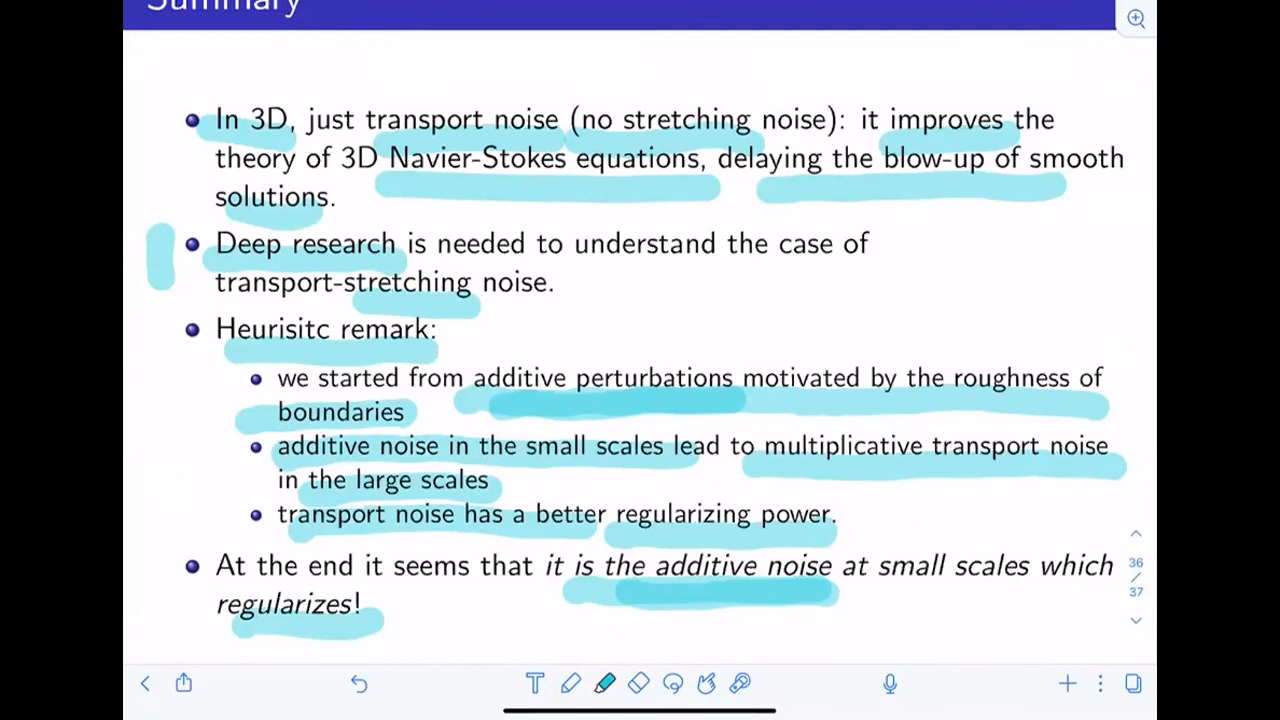 Summary
In 3D, just transport noise (no stretching noise): it improves the
theory of 3D Navier-Stokes equations, delaying the blow-up of smooth
solutions.
Deep research is needed to understand the case of
transport-stretching noise.
Heurisitc remark:
we started from additive perturbations motivated by the roughness of
boundaries
additive noise in the small scales lead to multiplicative transport noise
in the large scales
transport noise has a better regularizing power.
At the end it seems that it is the additive noise at small scales which
regularizes!
36
/
37